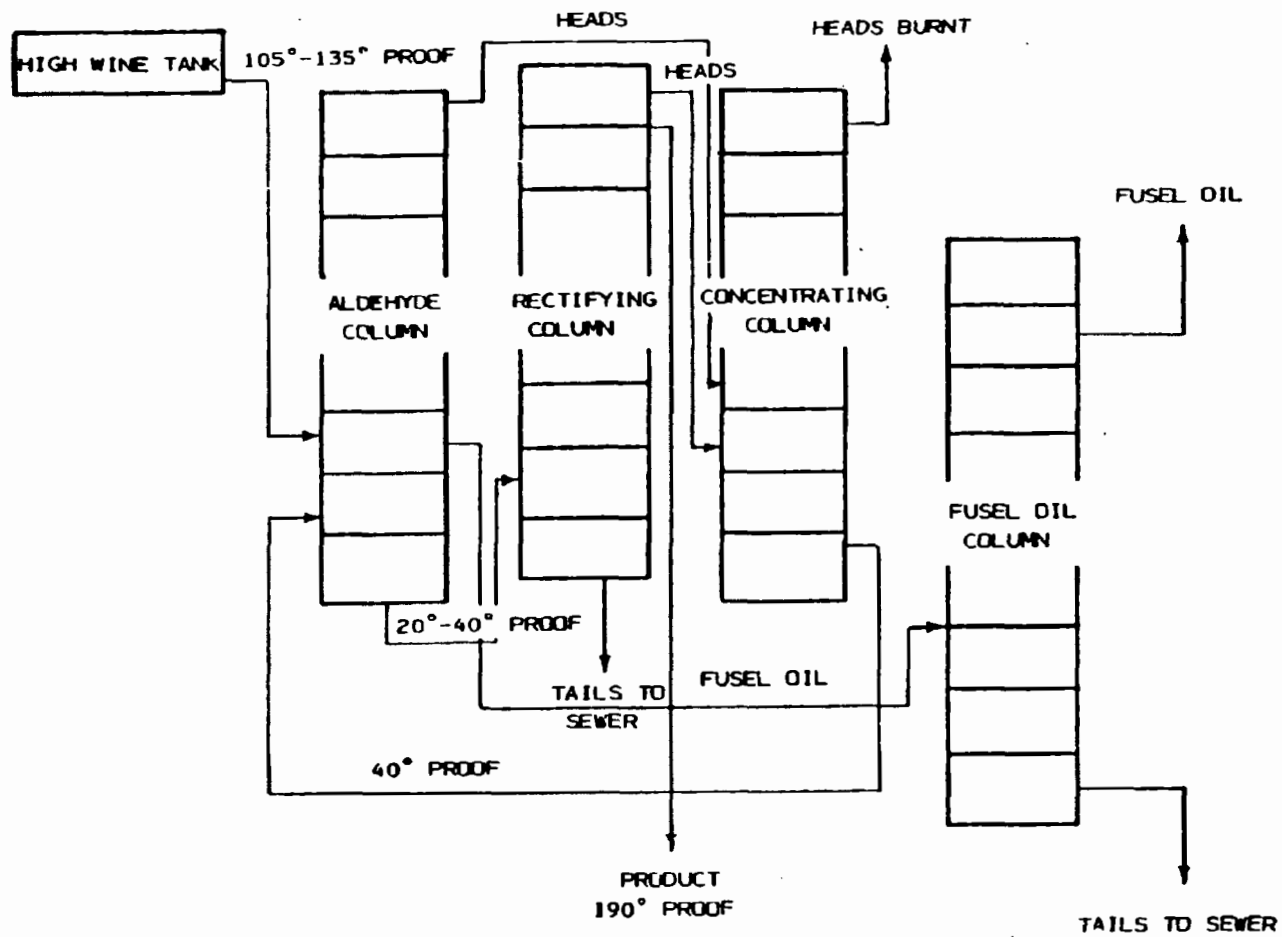 HEADS
HEADS BURNT
HIGH WINE TANK
105°-135° PROOF
HEADS
FUSEL OIL
ALDEHYDE
COLUMN
RECTIFYING
COLUMN
CONCENTRATING
COLUMN
FUSEL OIL
COLUMN
20°-40° PROOF
TAILS TO
SEWER
FUSEL OIL
40° PROOF
PRODUCT
190° PROOF
TAILS TO SEWER